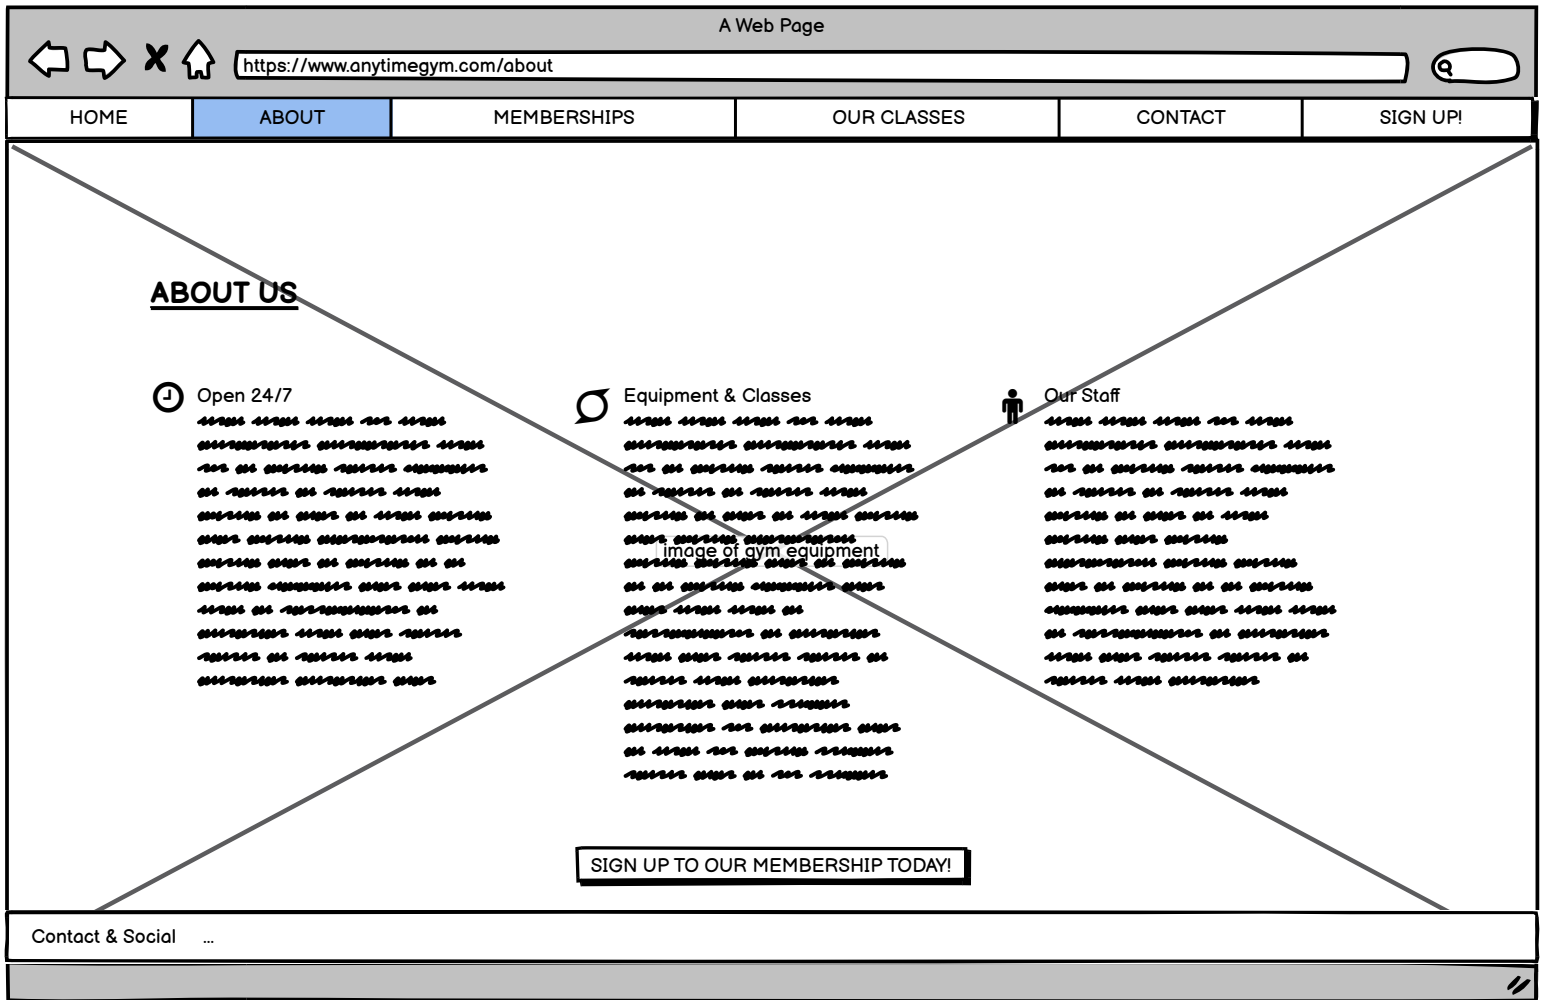 A Web Page
https://www.anytimegym.com/about
HOME ABOUT MEMBERSHIPS OUR CLASSES CONTACT SIGN UP!
ABOUT US
Open 24/7
Equipment & Classes
Our Staff
image of gym equipment
SIGN UP TO OUR MEMBERSHIP TODAY!
Contact & Social ...